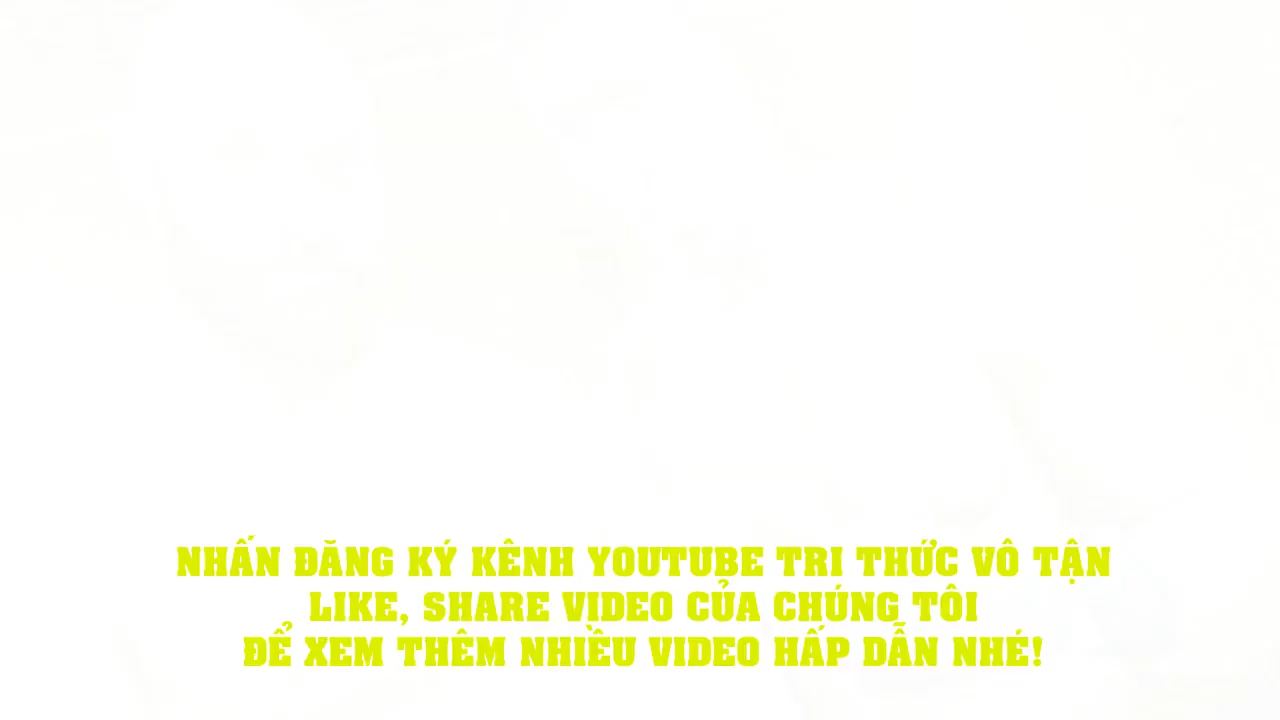 NHẤN ĐĂNG KÝ KÊNH YOUTUBE TRI THỨC VÔ TẬN
LIKE, SHARE VIDEO CỦA CHÚNG TÔI
ĐỂ XEM THÊM NHIỀU VIDEO HẤP DẪN NHÉ!